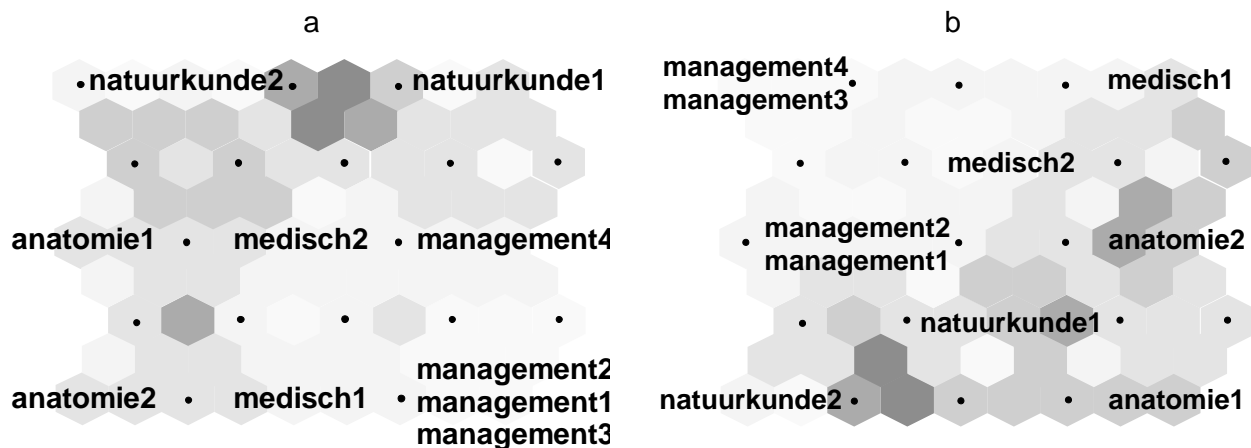 a
natuurkunde2 natuurkunde1
anatomie1 medisch2 management4
anatomie2 medisch1 management2
management1
management3
b
management4
management3
medisch1
medisch2
management2
management1
anatomie2
natuurkunde1
natuurkunde2 anatomie1